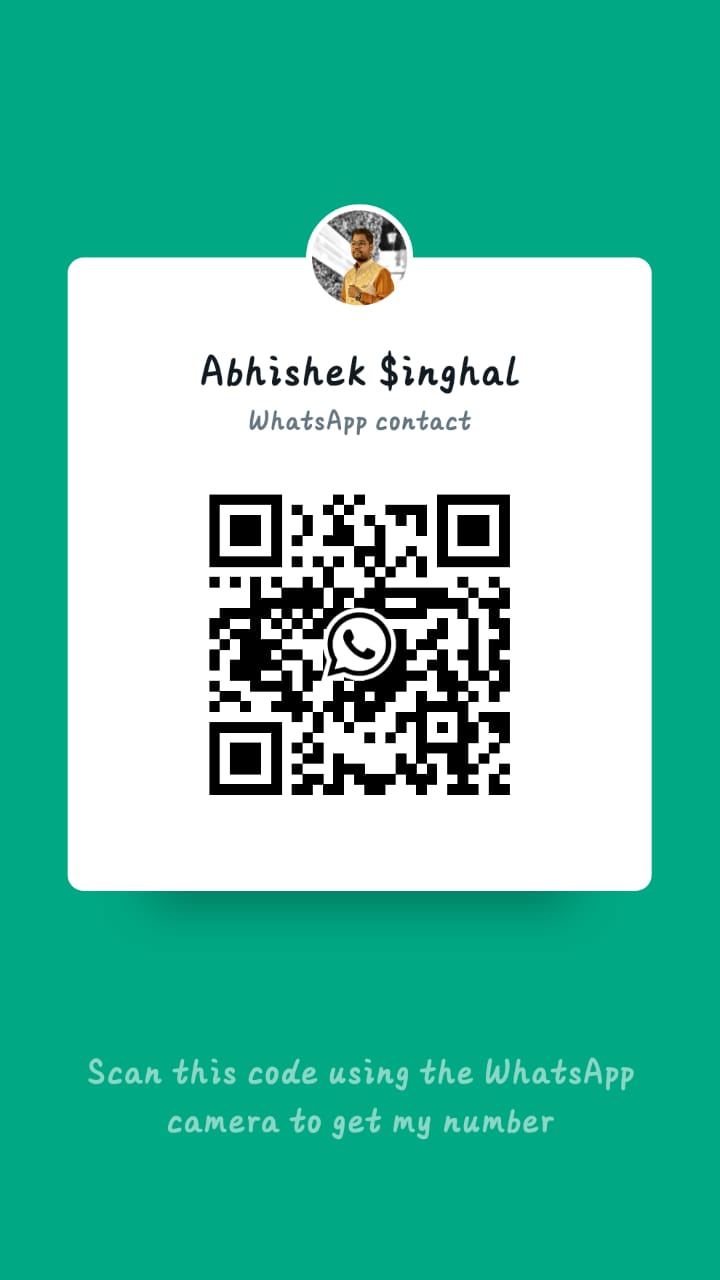 Abhishek $inghal
WhatsApp contact
Scan this code using the WhatsApp
camera to get my number